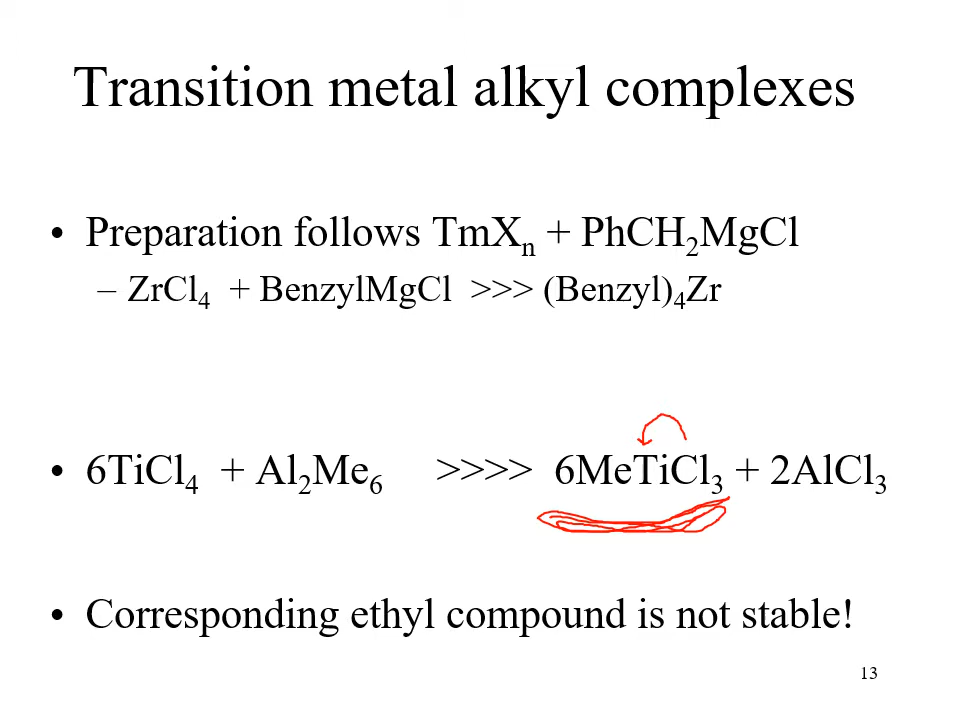 Transition metal alkyl complexes
• Preparation follows TmXₙ + PhCH₂MgCl
– ZrCl₄ + BenzylMgCl >>> (Benzyl)₄Zr
• 6TiCl₄ + Al₂Me₆ >>>> 6MeTiCl₃ + 2AlCl₃
• Corresponding ethyl compound is not stable!
13